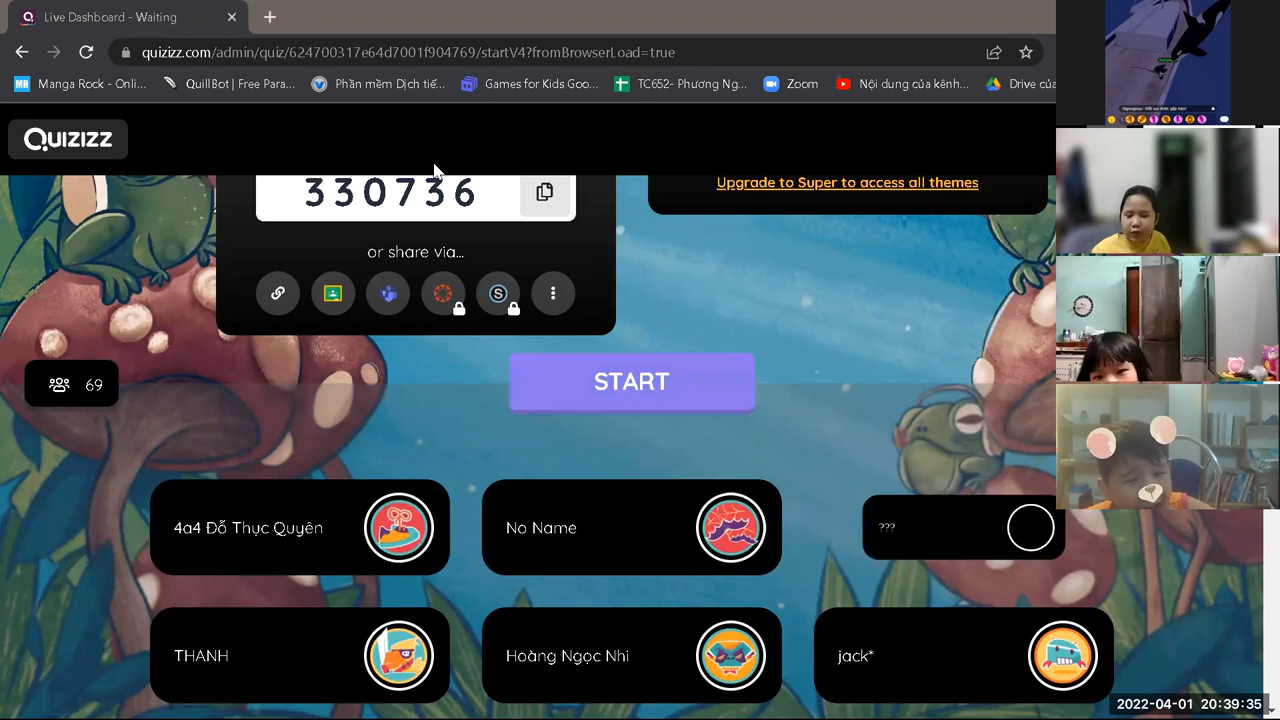 Live Dashboard - Waiting
quizizz.com/admin/quiz/624700317e64d7001f904769/startV4?fromBrowserLoad=true
MR Manga Rock - Onli... QuillBot | Free Para... Phần mềm Dịch tiế... Games for Kids Geo... TC652- Phương Ng... Zoom Nội dung của kênh... Drive củ
QUIZIZZ
330736
Upgrade to Super to access all themes
or share via...
S
69
START
4a4 Đỗ Thục Quyên
No Name
???
THANH
Hoàng Ngọc Nhi
jack*
2022-04-01 20:39:35